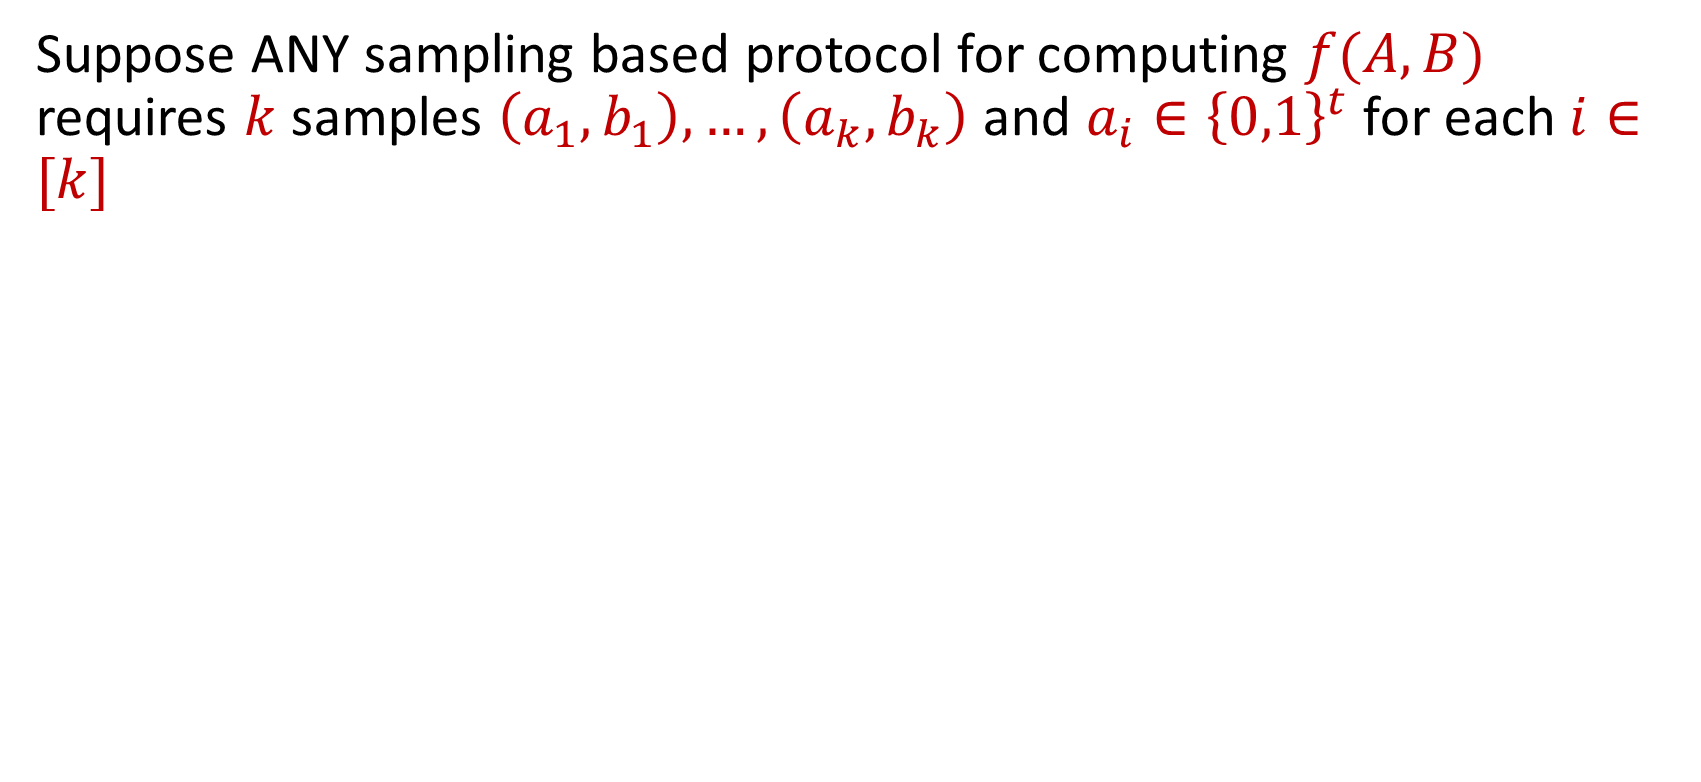 Suppose ANY sampling based protocol for computing f(A, B)
requires k samples (a₁, b₁), … , (aₖ, bₖ) and aᵢ ∈ {0,1}ᵗ for each i ∈
[k]